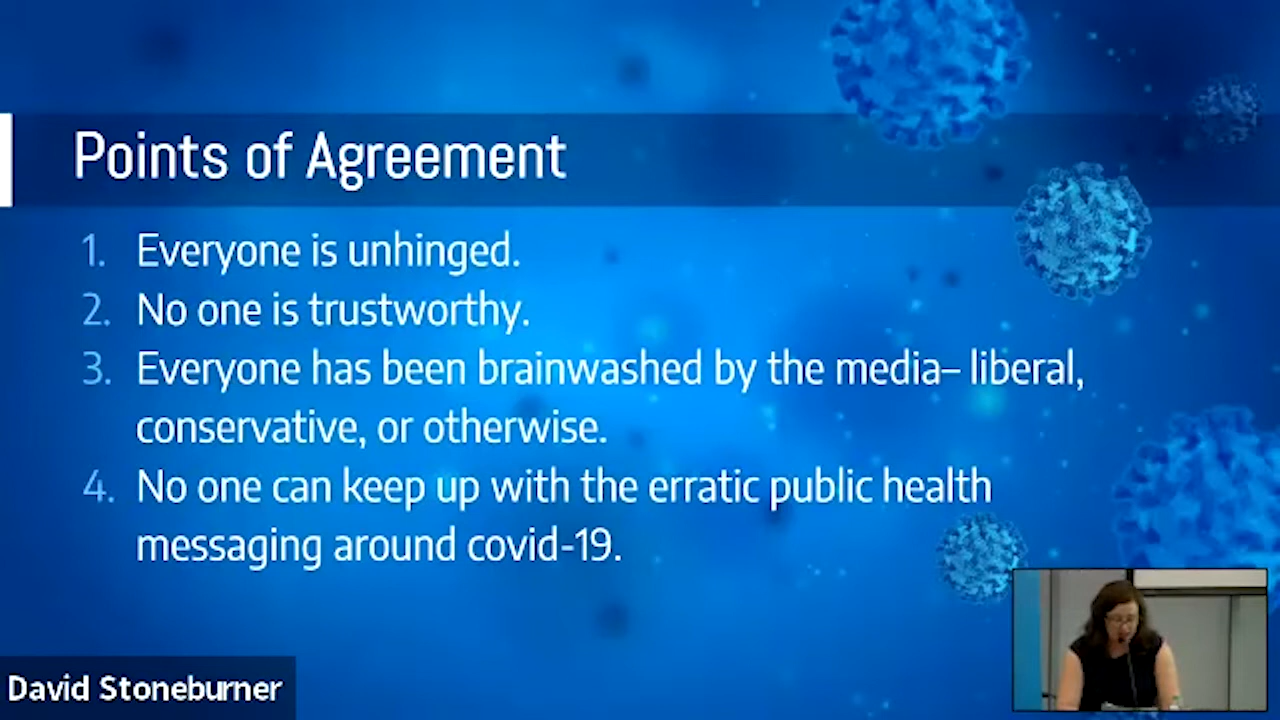 Points of Agreement
1. Everyone is unhinged.
2. No one is trustworthy.
3. Everyone has been brainwashed by the media– liberal,
conservative, or otherwise.
4. No one can keep up with the erratic public health
messaging around covid-19.
David Stoneburner